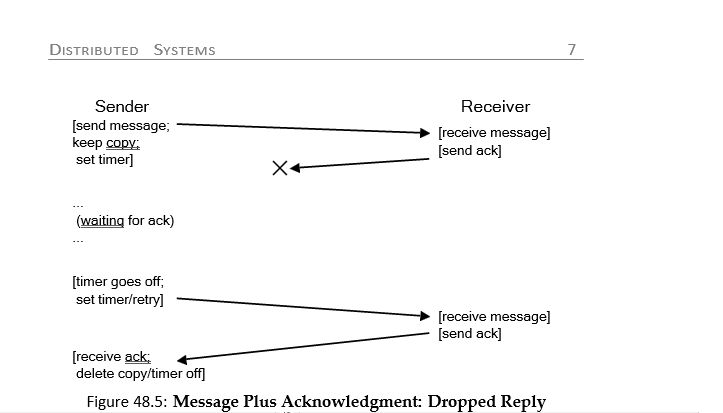 DISTRIBUTED SYSTEMS 7
Sender Receiver
[send message;
keep copy;
set timer]
[receive message]
[send ack]
...
(waiting for ack)
...
[timer goes off;
set timer/retry]
[receive message]
[send ack]
[receive ack;
delete copy/timer off]
Figure 48.5: Message Plus Acknowledgment: Dropped Reply